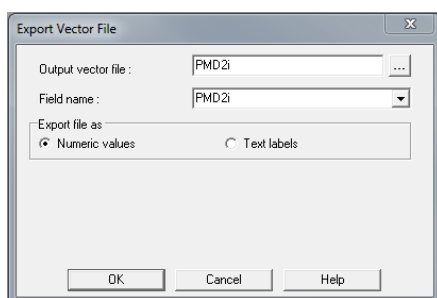 Export Vector File
Output vector file : PMD2i ...
Field name : PMD2i
Export file as
Numeric values Text labels
OK Cancel Help